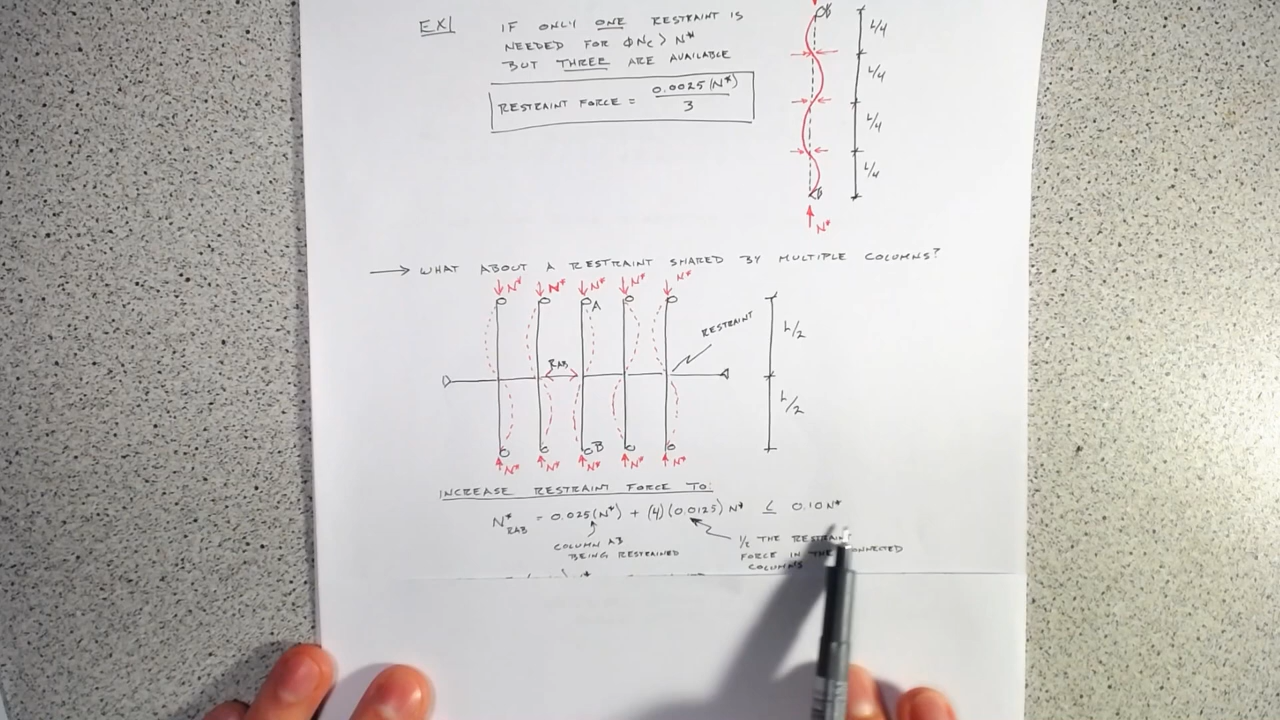 EX1
IF ONLY ONE RESTRAINT IS
NEEDED FOR ΦNc > N*
BUT THREE ARE AVAILABLE
RESTRAINT FORCE = 0.0025(N*)
3
L/4
L/4
L/4
L/4
N*
→ WHAT ABOUT A RESTRAINT SHARED BY MULTIPLE COLUMNS?
N* N* N* N* N*
A
RESTRAINT
L/2
RAB
L/2
B
N* N* N* N* N*
INCREASE RESTRAINT FORCE TO:
N*RAB = 0.025(N*) + (4)(0.0125) N* ≤ 0.10N*
COLUMN AB
BEING RESTRAINED
1/2 THE RESTRAINT
FORCE IN THE CONNECTED
COLUMNS